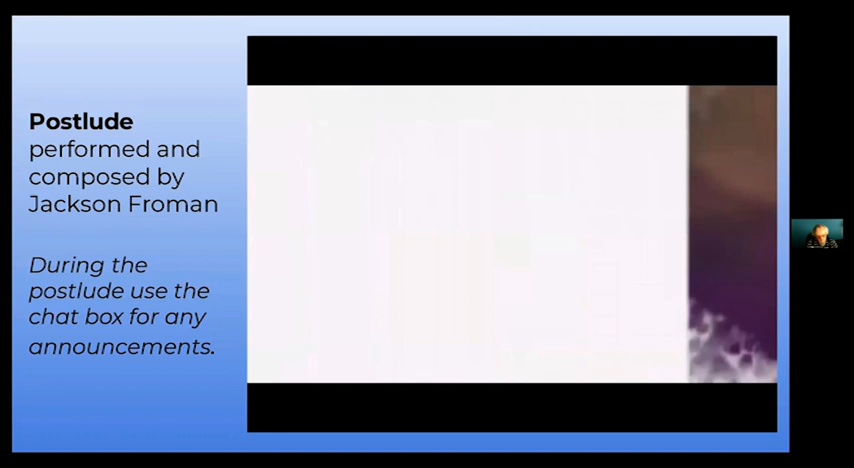 Postlude
performed and
composed by
Jackson Froman
During the
postlude use the
chat box for any
announcements.